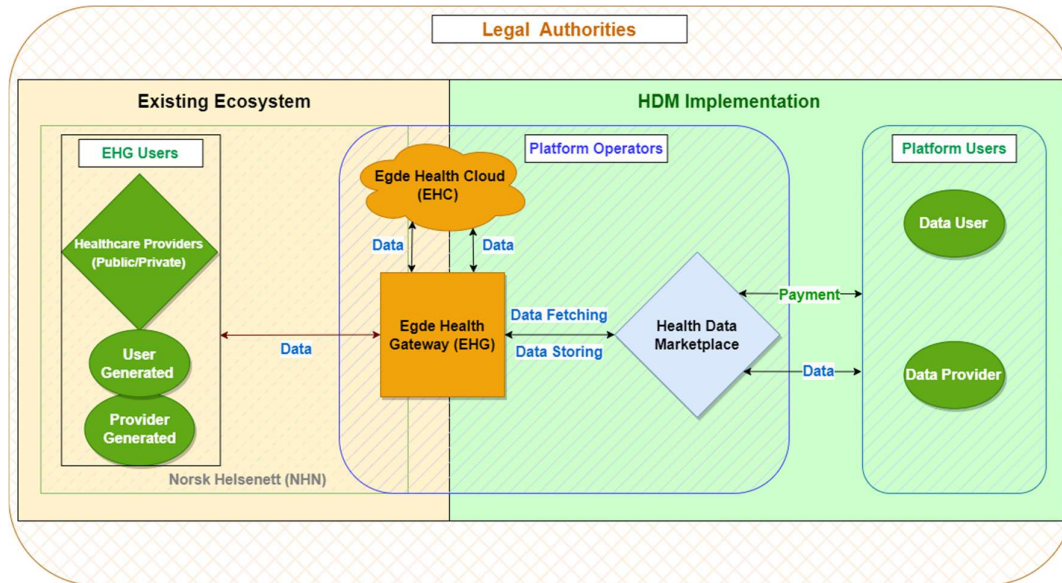 Legal Authorities
Existing Ecosystem
HDM Implementation
EHG Users
Platform Operators
Platform Users
Egde Health Cloud
(EHC)
Healthcare Providers
(Public/Private)
Data
Data
Data User
Egde Health
Gateway (EHG)
Data Fetching
Data Storing
Health Data
Marketplace
Payment
Data
User
Generated
Data
Data Provider
Provider
Generated
Norsk Helsenett (NHN)